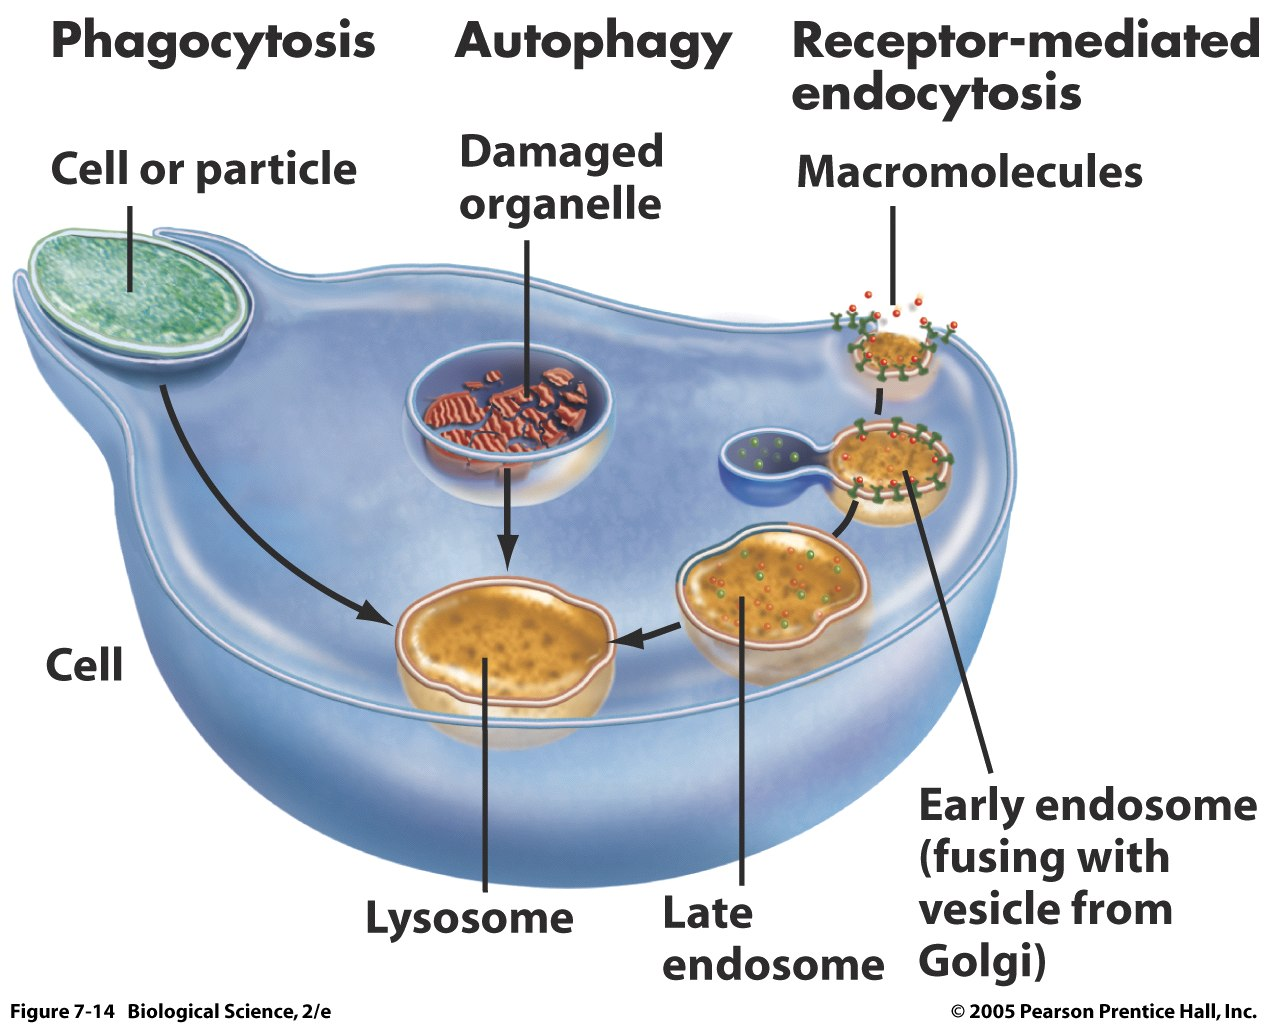 Phagocytosis
Autophagy
Receptor-mediated
endocytosis
Cell or particle
Damaged
organelle
Macromolecules
Cell
Lysosome
Late
endosome
Early endosome
(fusing with
vesicle from
Golgi)
Figure 7-14 Biological Science, 2/e
© 2005 Pearson Prentice Hall, Inc.